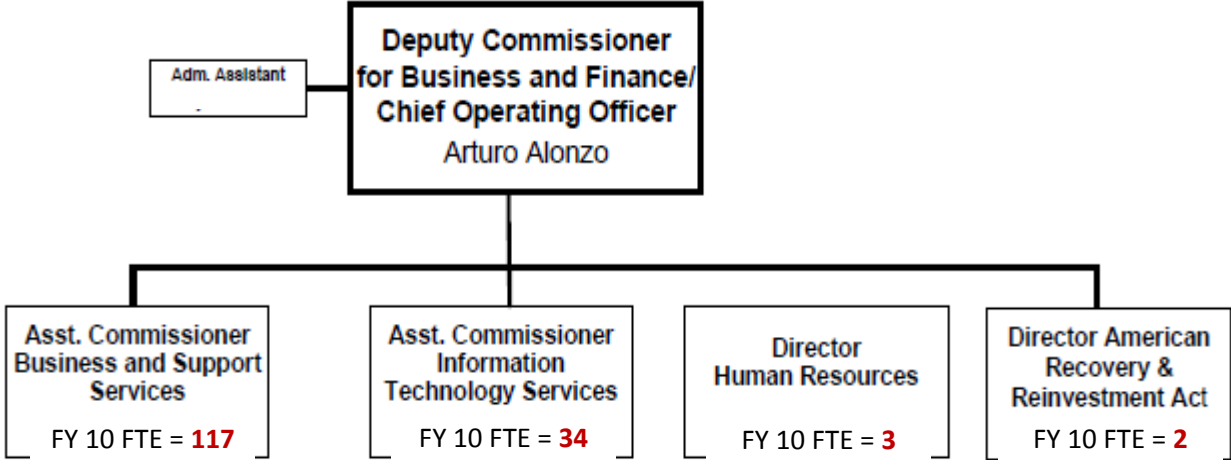 Deputy Commissioner
for Business and Finance/
Chief Operating Officer
Arturo Alonzo
Adm. Assistant
-
Asst. Commissioner
Business and Support
Services
FY 10 FTE = 117
Asst. Commissioner
Information
Technology Services
FY 10 FTE = 34
Director
Human Resources
FY 10 FTE = 3
Director American
Recovery &
Reinvestment Act
FY 10 FTE = 2